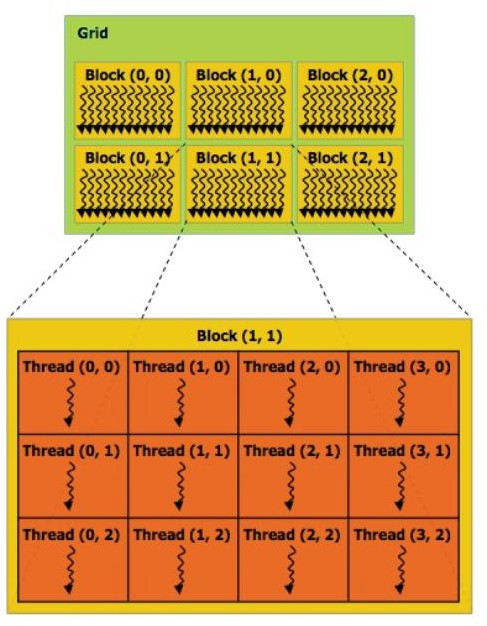 Grid
Block (0, 0) Block (1, 0) Block (2, 0)
Block (0, 1) Block (1, 1) Block (2, 1)
Block (1, 1)
Thread (0, 0) Thread (1, 0) Thread (2, 0) Thread (3, 0)
Thread (0, 1) Thread (1, 1) Thread (2, 1) Thread (3, 1)
Thread (0, 2) Thread (1, 2) Thread (2, 2) Thread (3, 2)